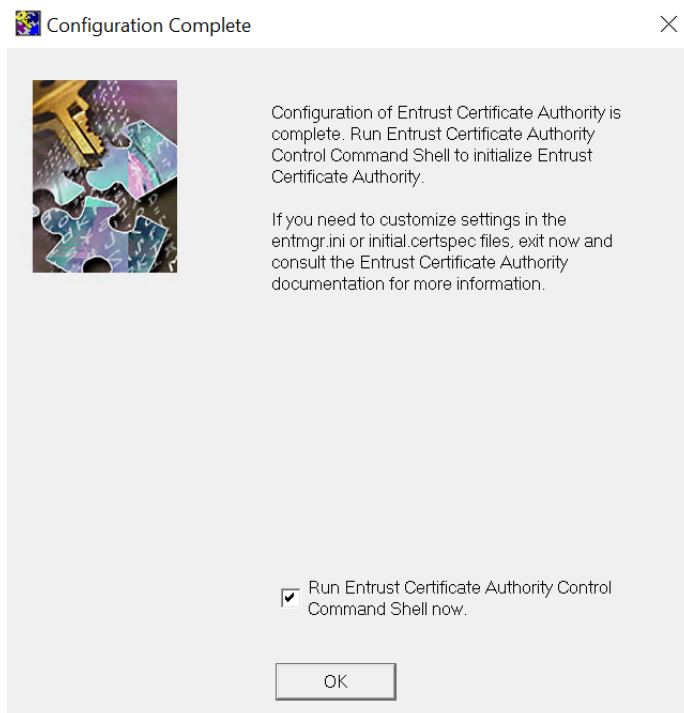 Configuration Complete
Configuration of Entrust Certificate Authority is
complete. Run Entrust Certificate Authority
Control Command Shell to initialize Entrust
Certificate Authority.
If you need to customize settings in the
entmgr.ini or initial.certspec files, exit now and
consult the Entrust Certificate Authority
documentation for more information.
Run Entrust Certificate Authority Control
Command Shell now.
OK